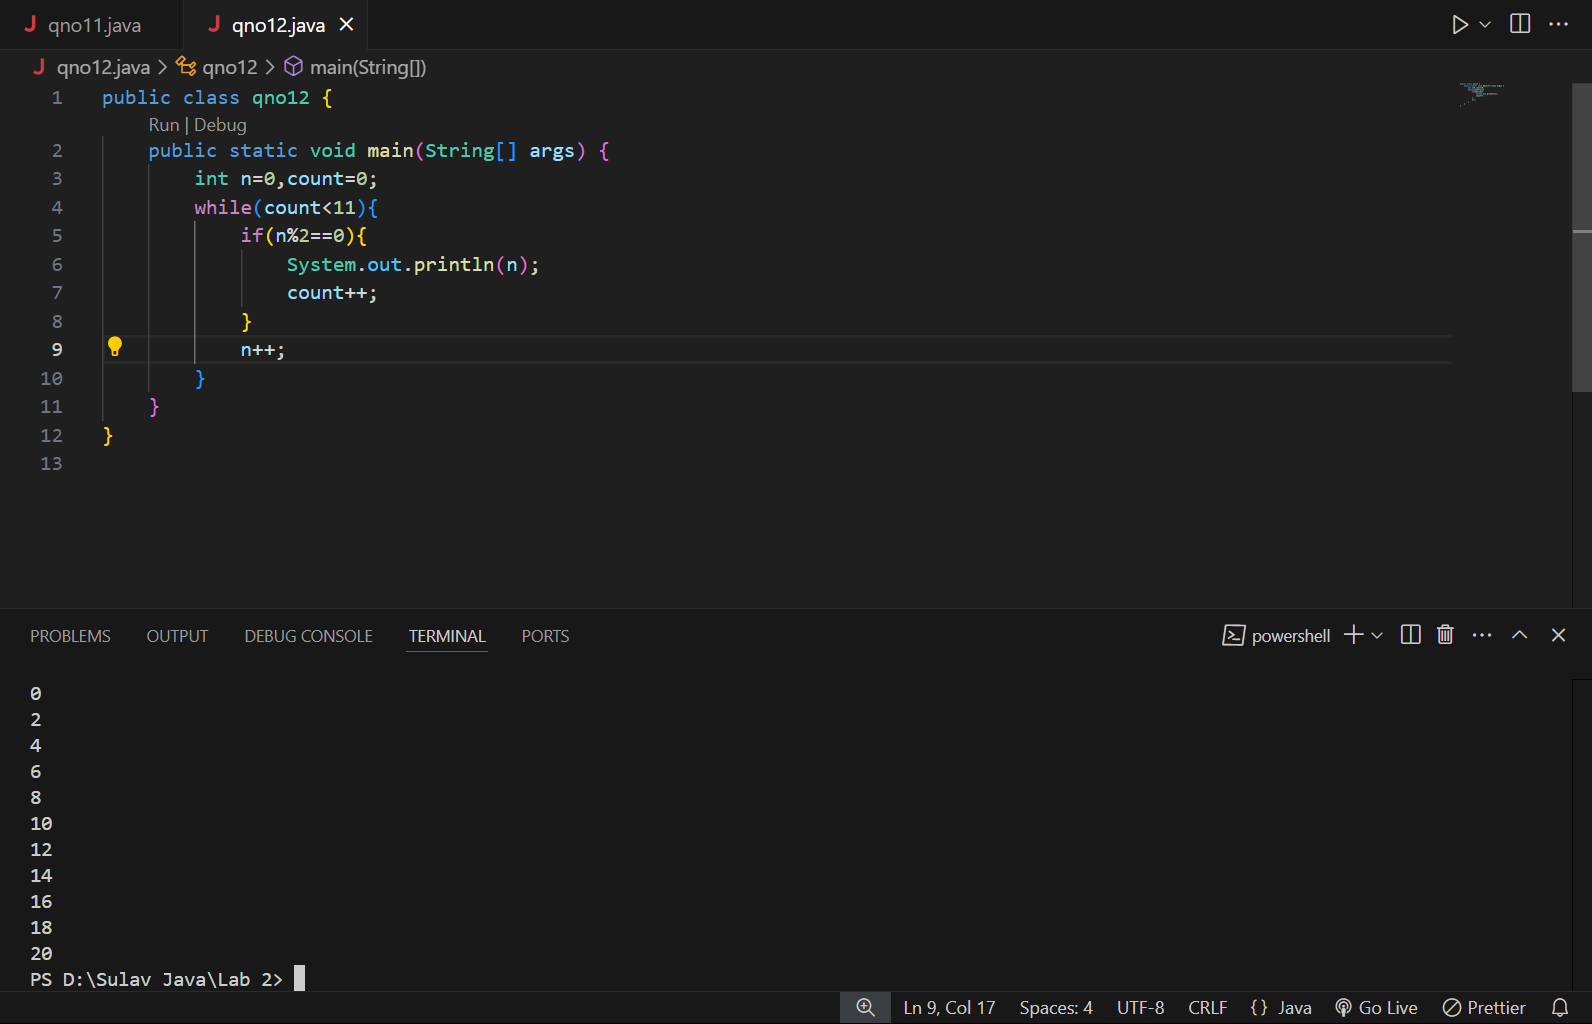 J qno11.java J qno12.java
J qno12.java > qno12 > main(String[])
1 public class qno12 {
Run | Debug
2 public static void main(String[] args) {
3 int n=0,count=0;
4 while(count<11){
5 if(n%2==0){
6 System.out.println(n);
7 count++;
8 }
9 n++;
10 }
11 }
12 }
13
PROBLEMS OUTPUT DEBUG CONSOLE TERMINAL PORTS powershell
0
2
4
6
8
10
12
14
16
18
20
PS D:\Sulav Java\Lab 2>
Ln 9, Col 17 Spaces: 4 UTF-8 CRLF {} Java Go Live Prettier